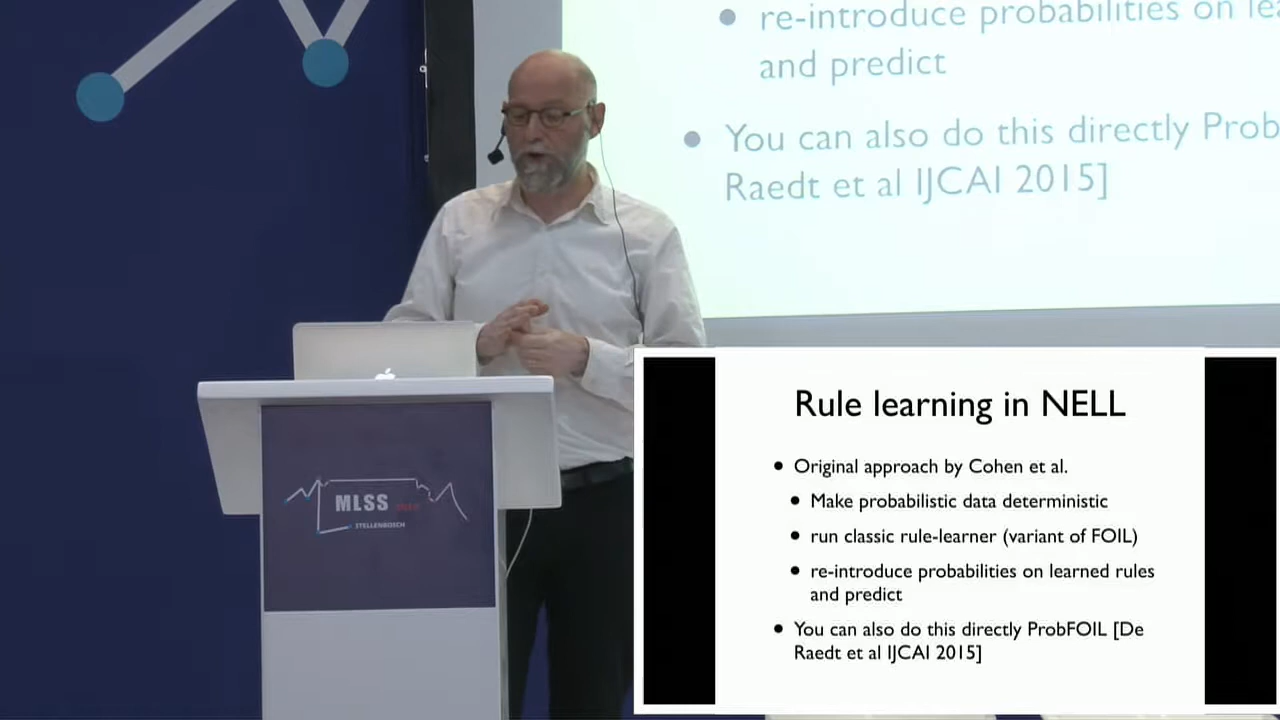 re-introduce probabilities on lea
and predict
You can also do this directly Prob
Raedt et al IJCAI 2015]
MLSS
STELLENBOSCH
Rule learning in NELL
Original approach by Cohen et al.
Make probabilistic data deterministic
run classic rule-learner (variant of FOIL)
re-introduce probabilities on learned rules
and predict
You can also do this directly ProbFOIL [De
Raedt et al IJCAI 2015]